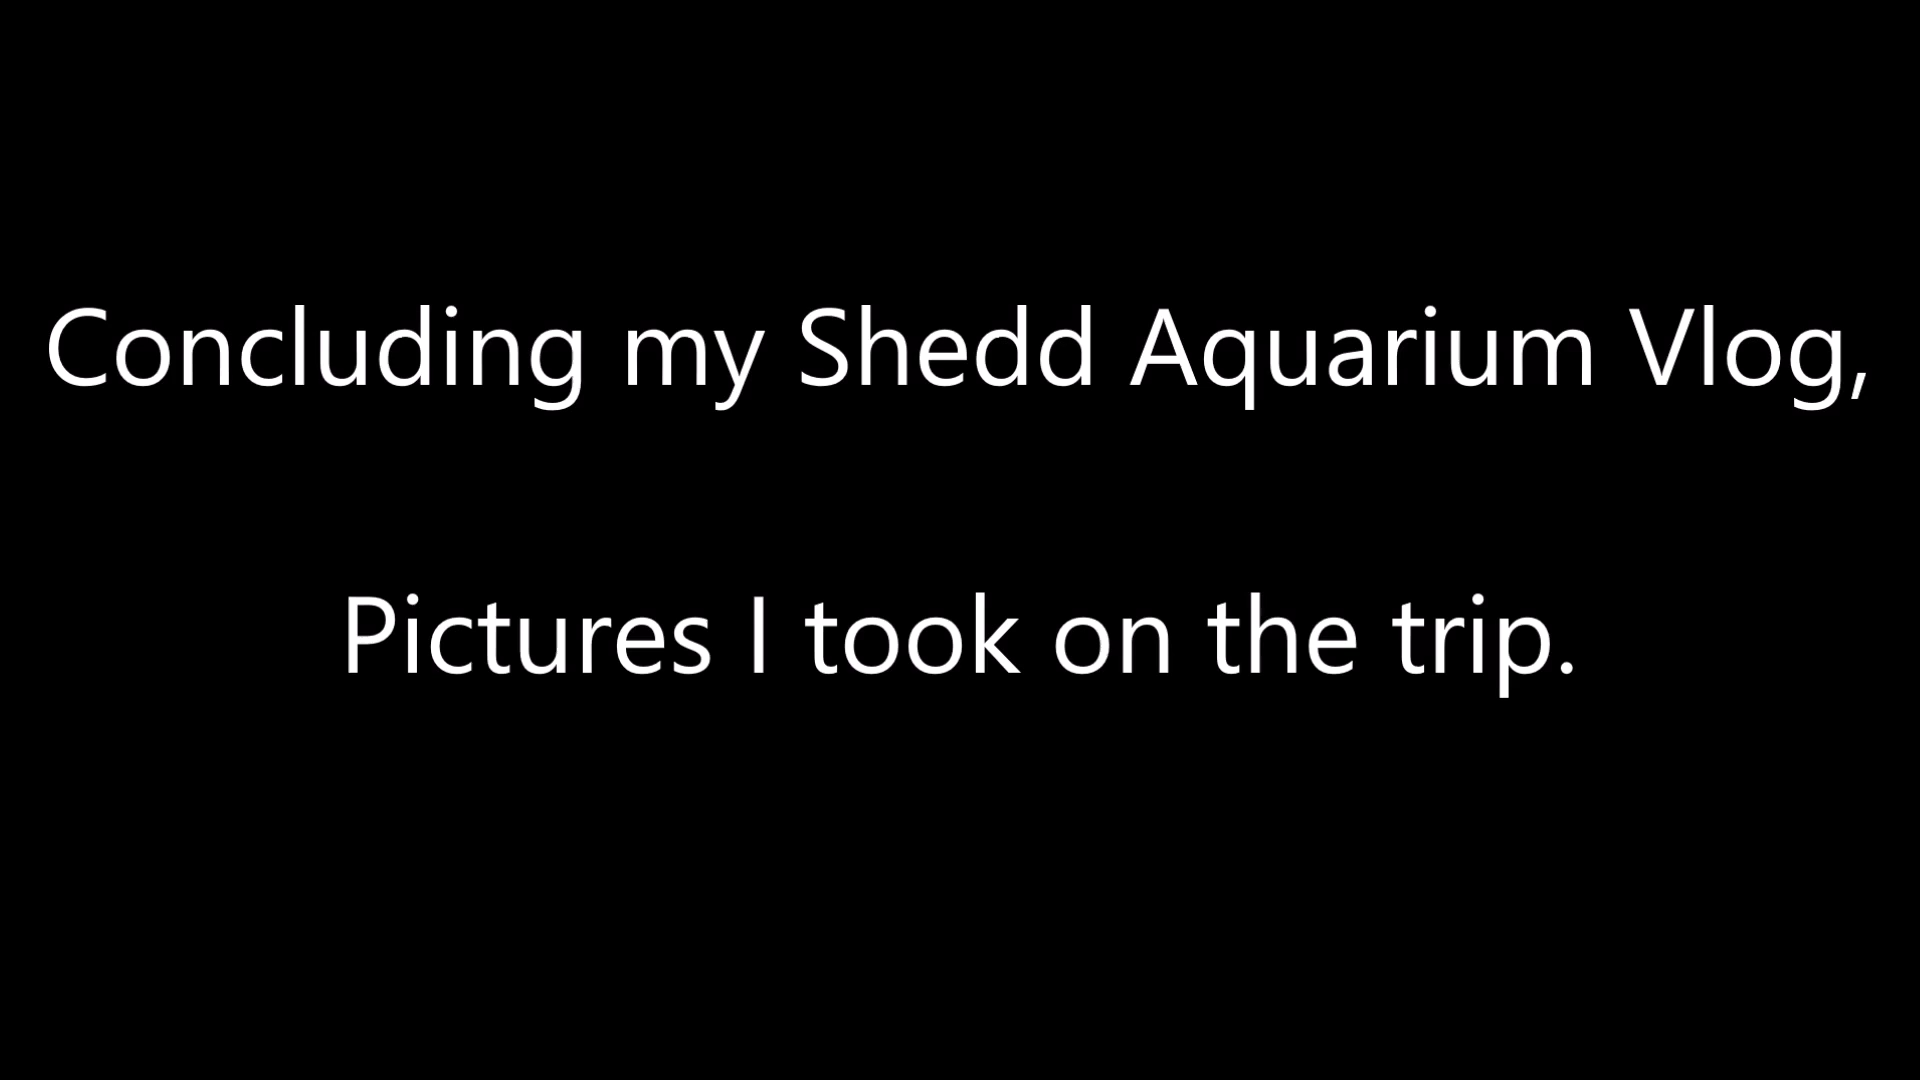 Concluding my Shedd Aquarium Vlog,
Pictures I took on the trip.